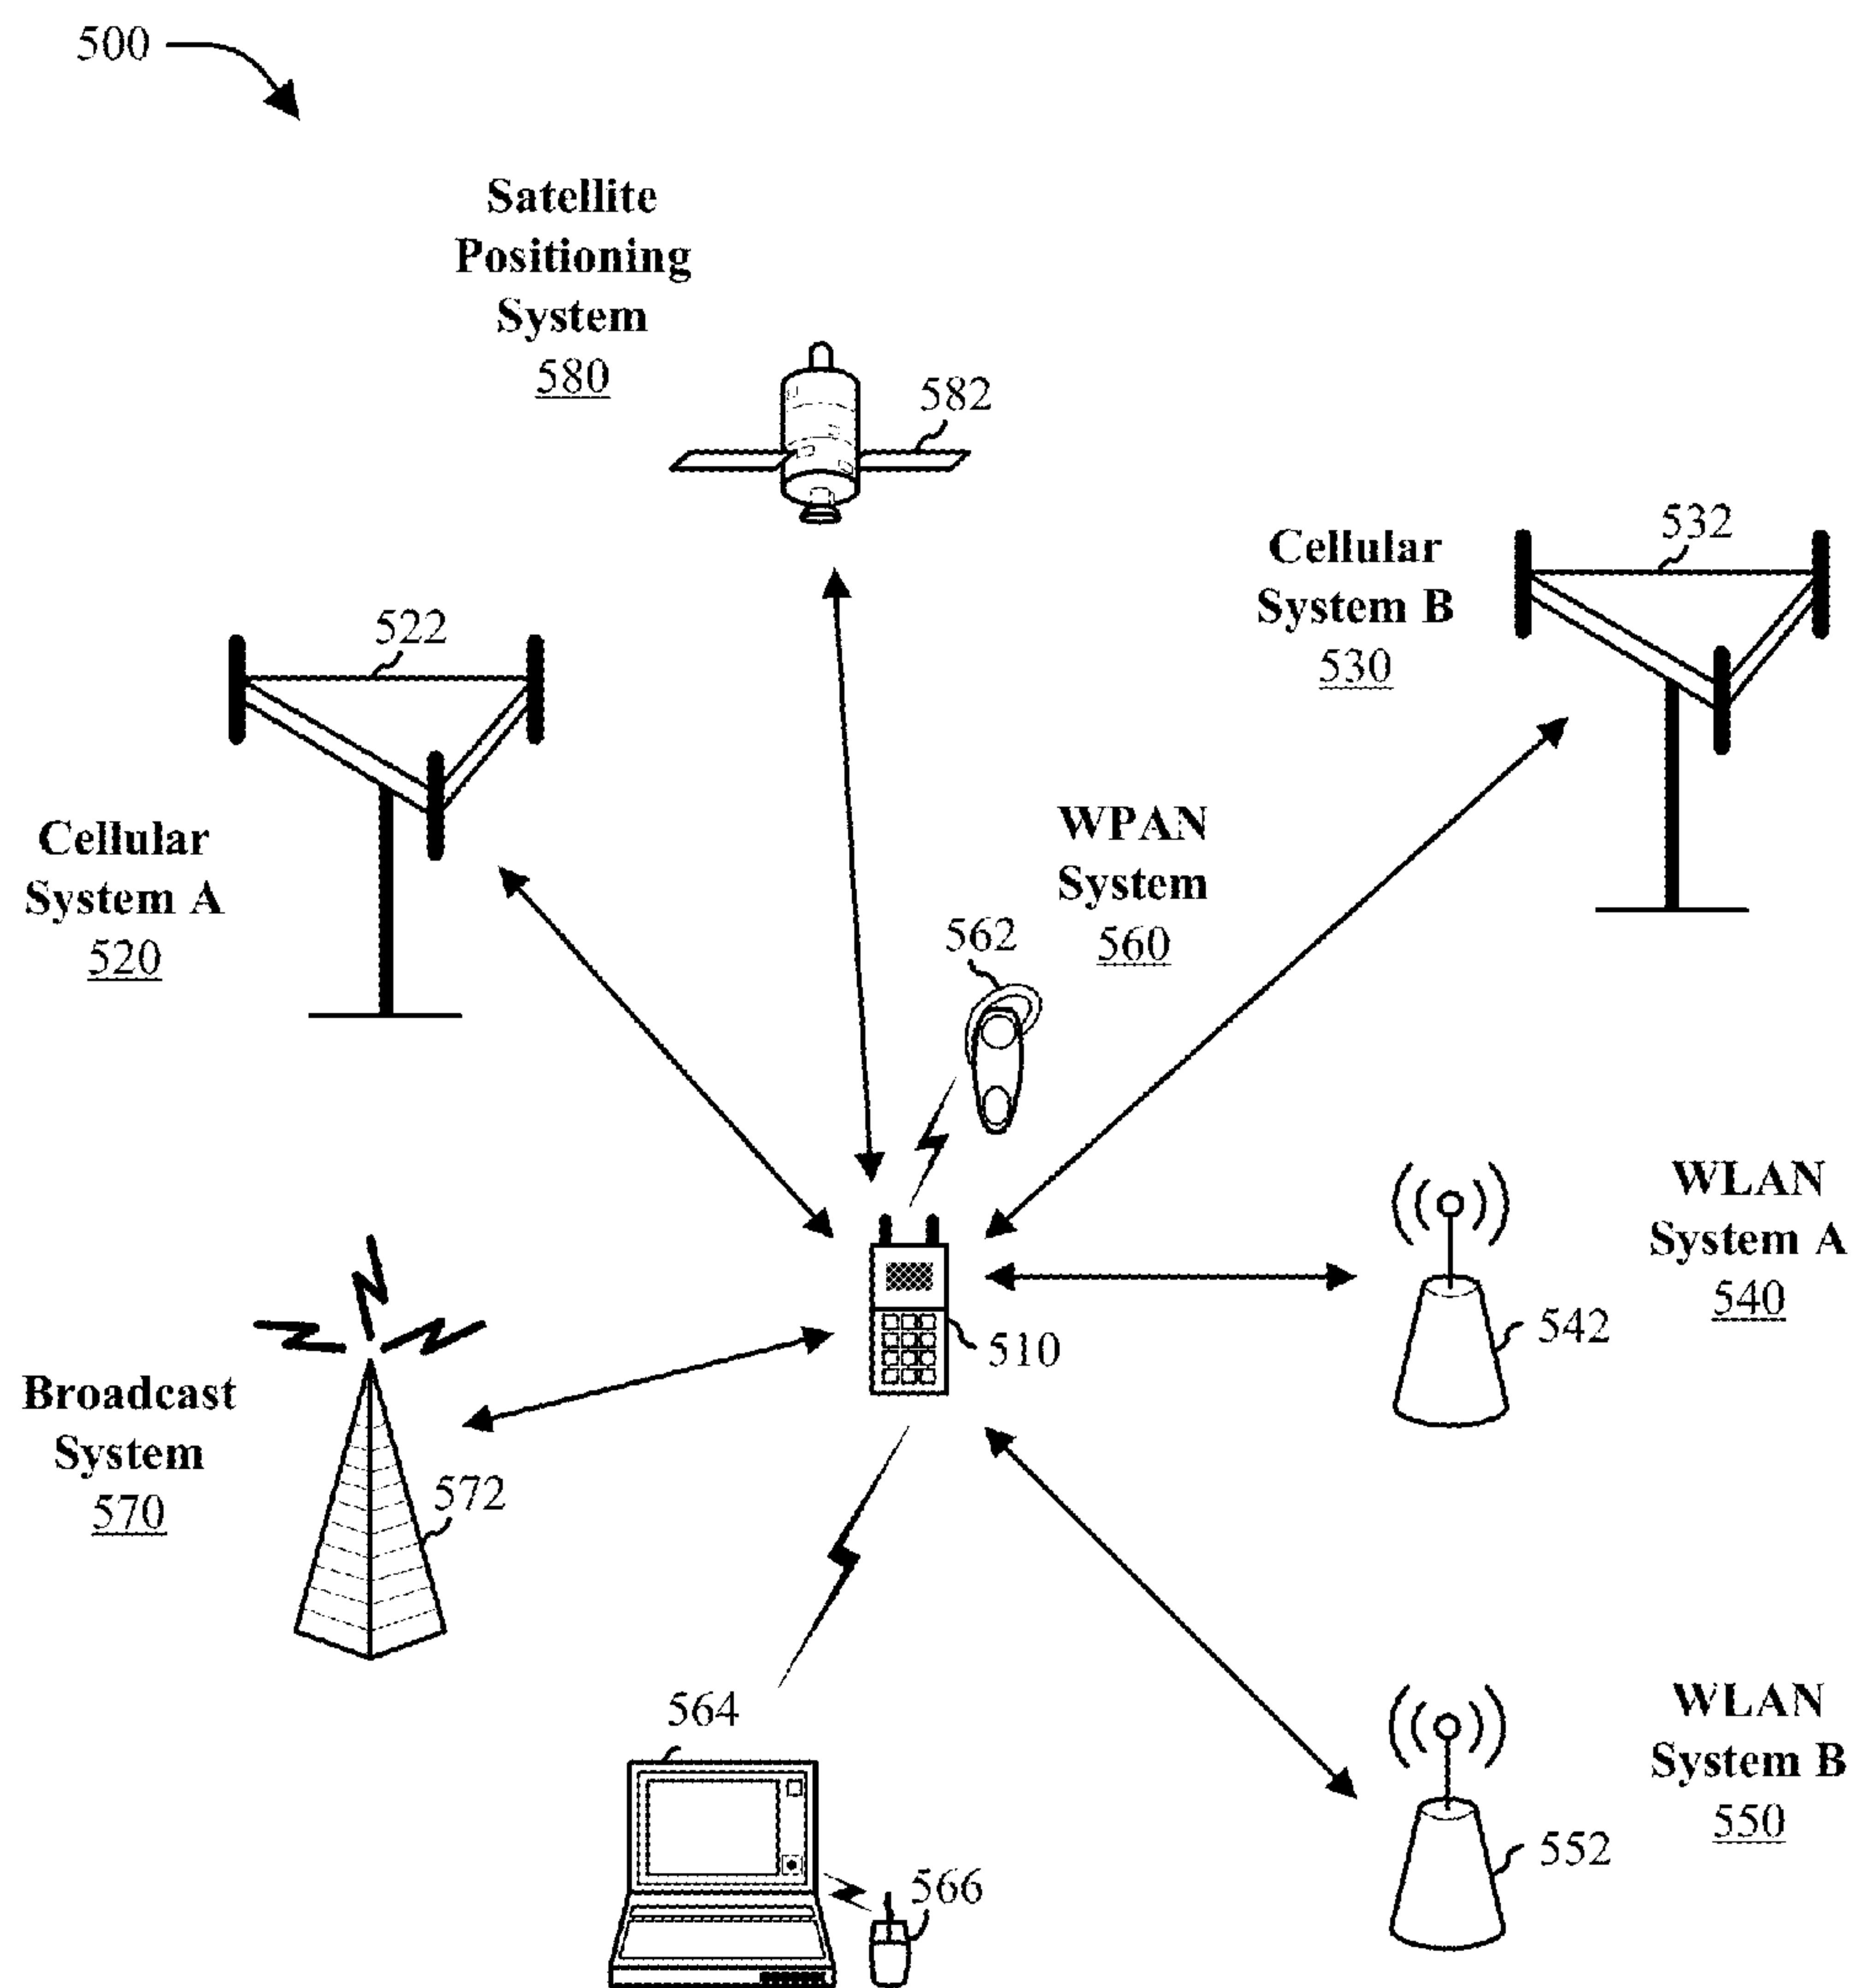 500
Satellite
Positioning
System
580
582
Cellular
System B
530
532
522
Cellular
System A
520
WPAN
System
560
562
WLAN
System A
540
542
510
Broadcast
System
570
572
564
566
WLAN
System B
550
552